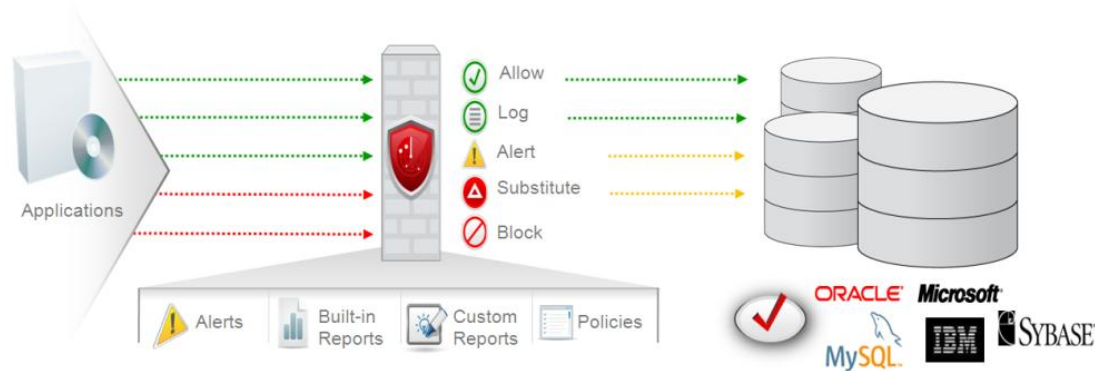 Applications
Allow
Log
Alert
Substitute
Block
Alerts
Built-in
Reports
Custom
Reports
Policies
ORACLE
Microsoft
MySQL
IBM
SYBASE